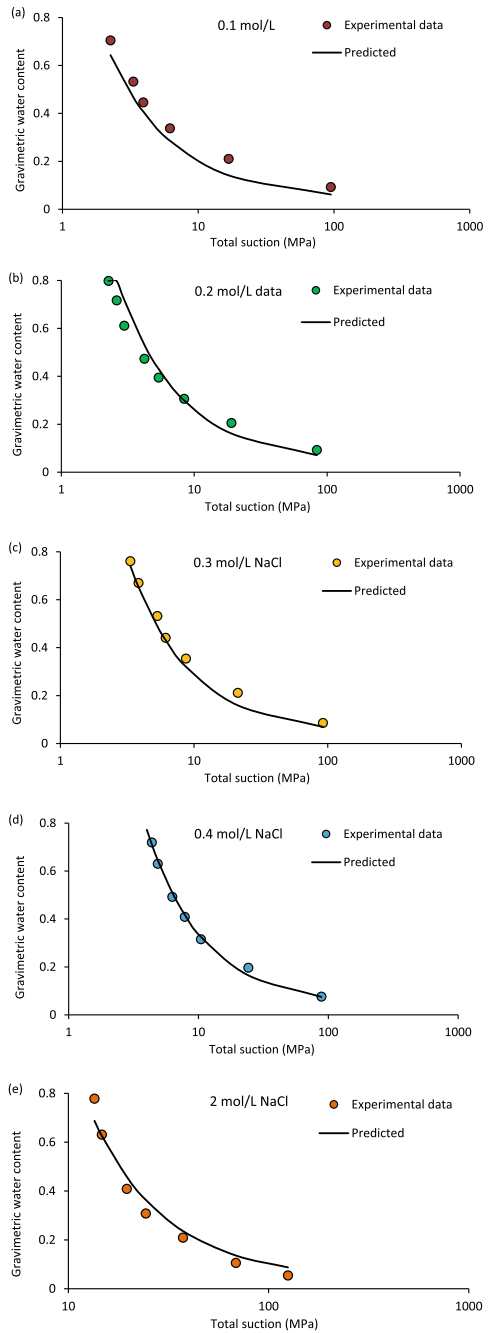 (a)
0.8
0.1 mol/L
Experimental data
Predicted
0.6
0.4
0.2
0
Gravimetric water content
1
10
100
1000
Total suction (MPa)
(b)
0.8
0.2 mol/L data
Experimental data
Predicted
0.6
0.4
0.2
0
Gravimetric water content
1
10
100
1000
Total suction (MPa)
(c)
0.8
0.3 mol/L NaCl
Experimental data
Predicted
0.6
0.4
0.2
0
Gravimetric water content
1
10
100
1000
Total suction (MPa)
(d)
0.8
0.4 mol/L NaCl
Experimental data
Predicted
0.6
0.4
0.2
0
Gravimetric water content
1
10
100
1000
Total suction (MPa)
(e)
0.8
2 mol/L NaCl
Experimental data
Predicted
0.6
0.4
0.2
0
Gravimetric water content
10
100
1000
Total suction (MPa)